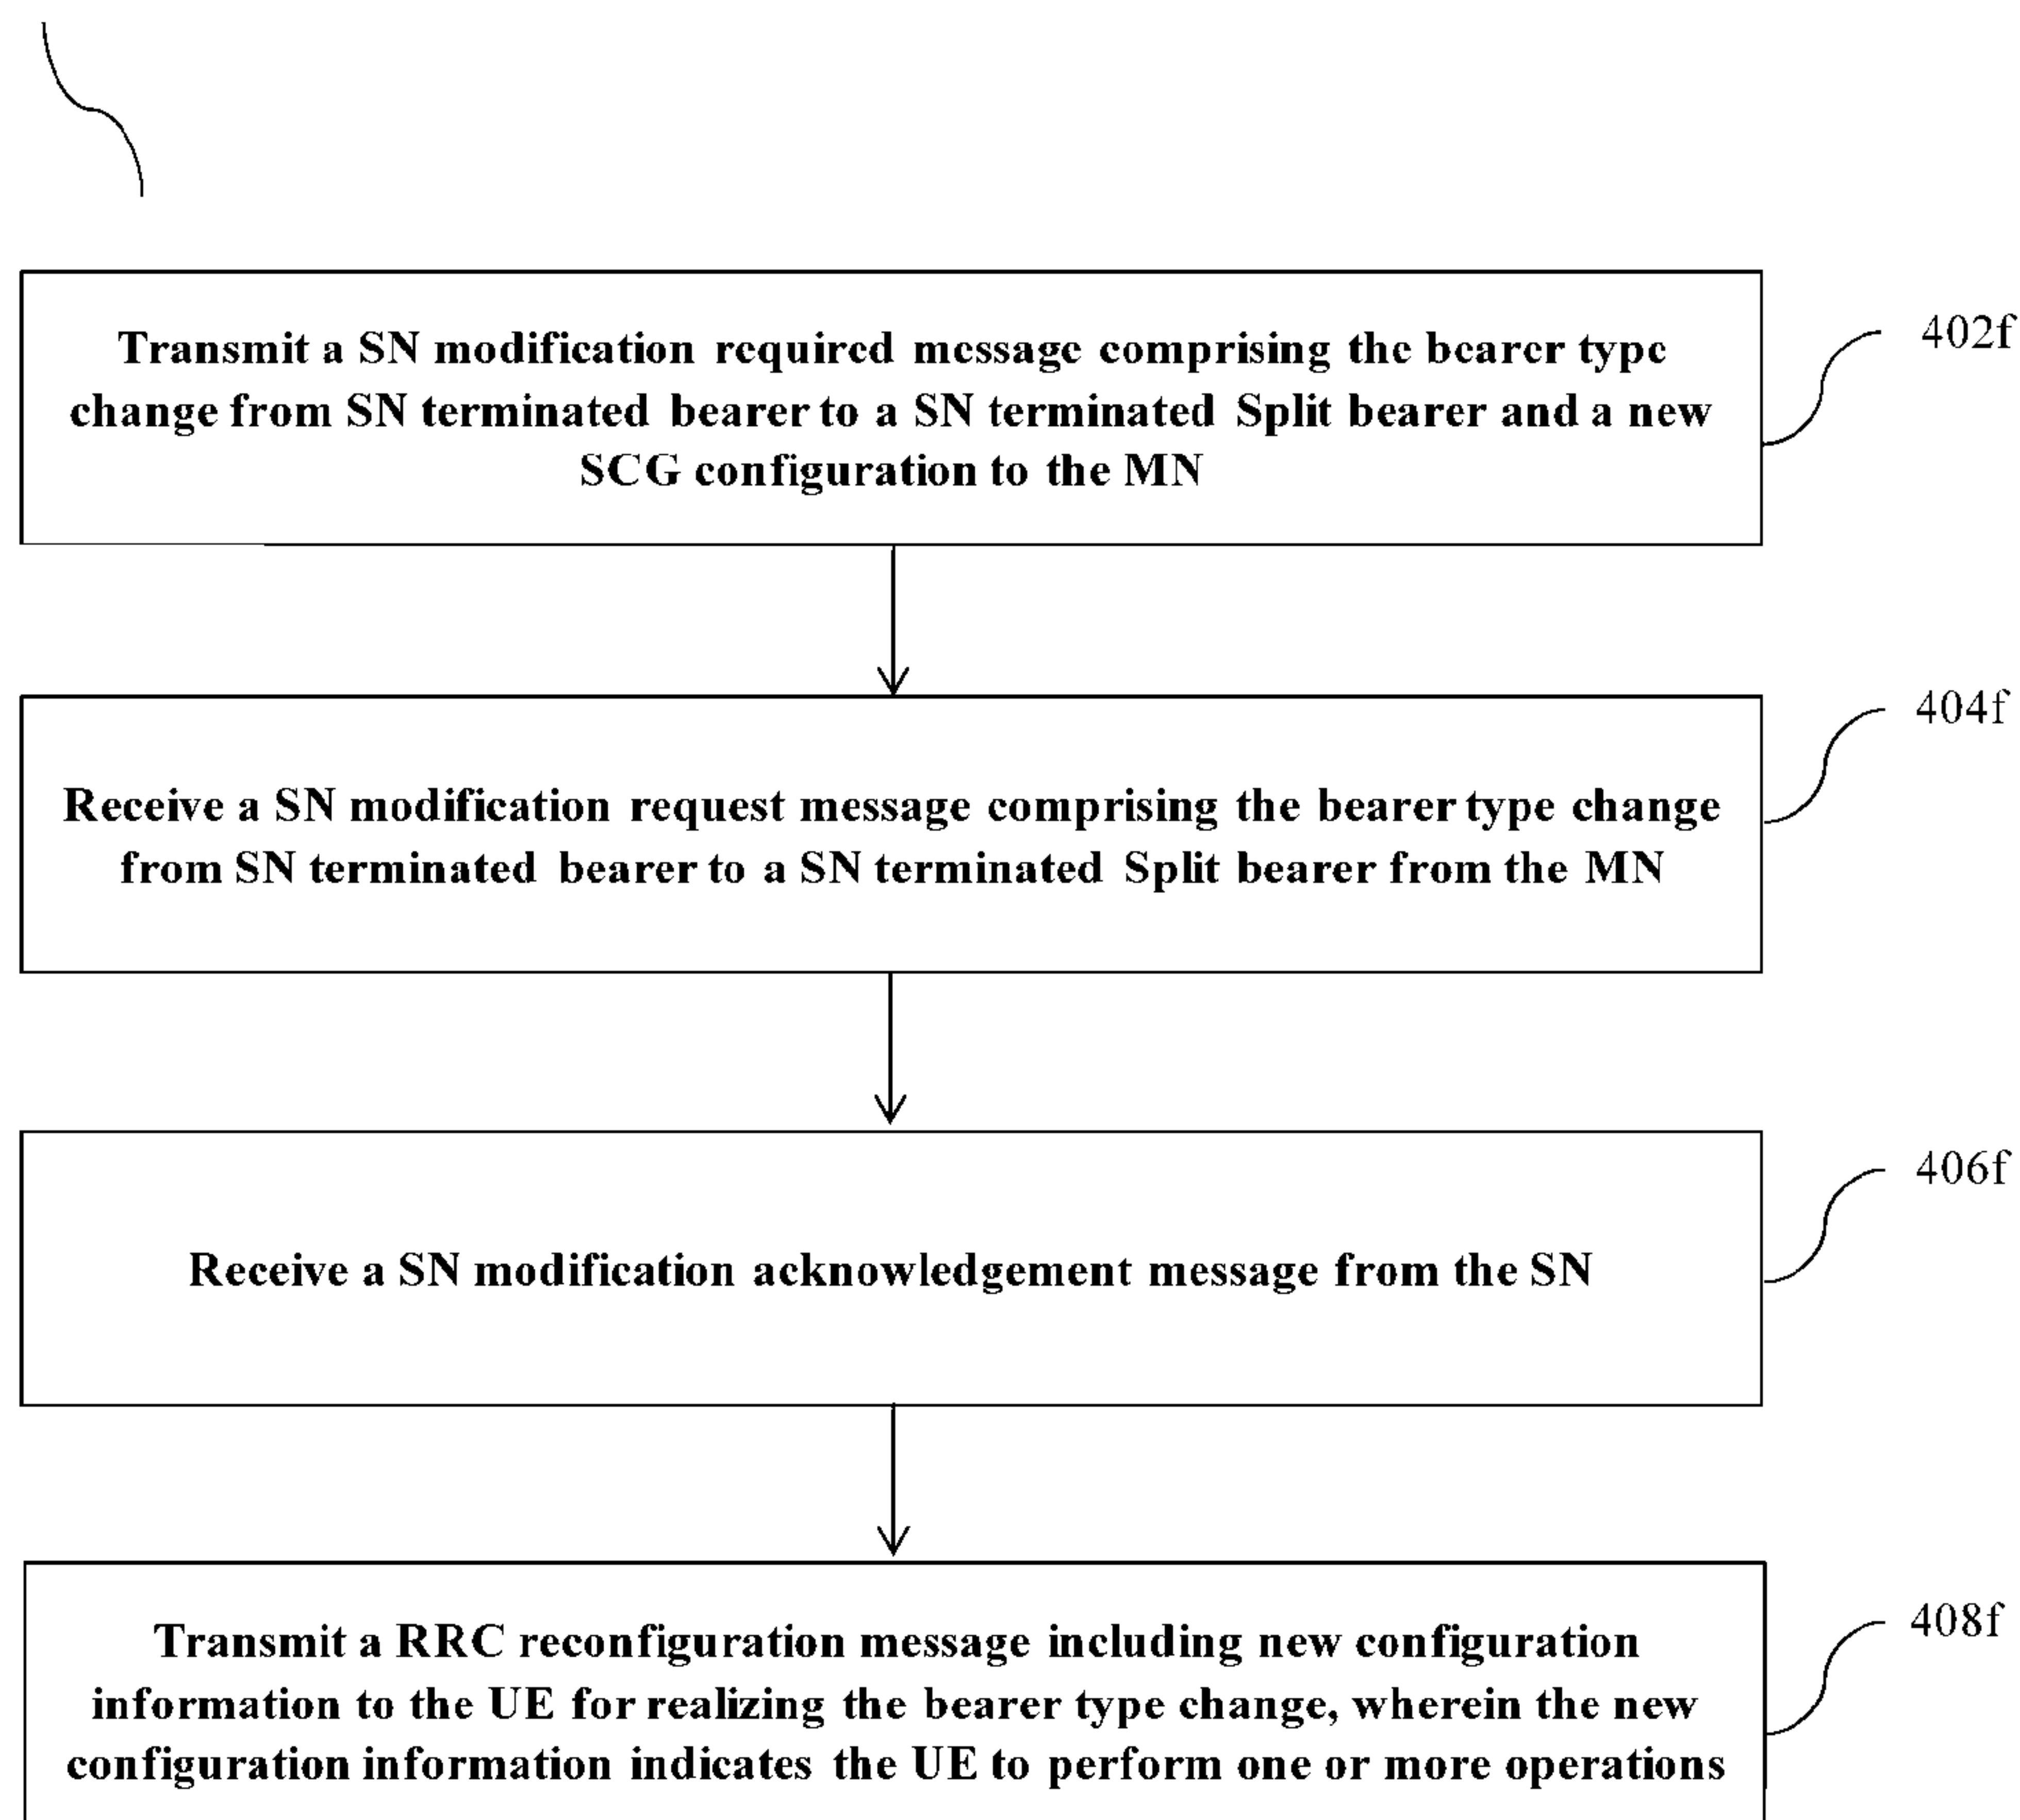 Transmit a SN modification required message comprising the bearer type
402f
change from SN terminated bearer to a SN terminated Split bearer and a new
SCG configuration to the MN
404f
Receive a SN modification request message comprising the bearer type change
from SN terminated bearer to a SN terminated Split bearer from the MN
406f
Receive a SN modification acknowledgement message from the SN
408f
Transmit a RRC reconfiguration message including new configuration
information to the UE for realizing the bearer type change, wherein the new
configuration information indicates the UE to perform one or more operations